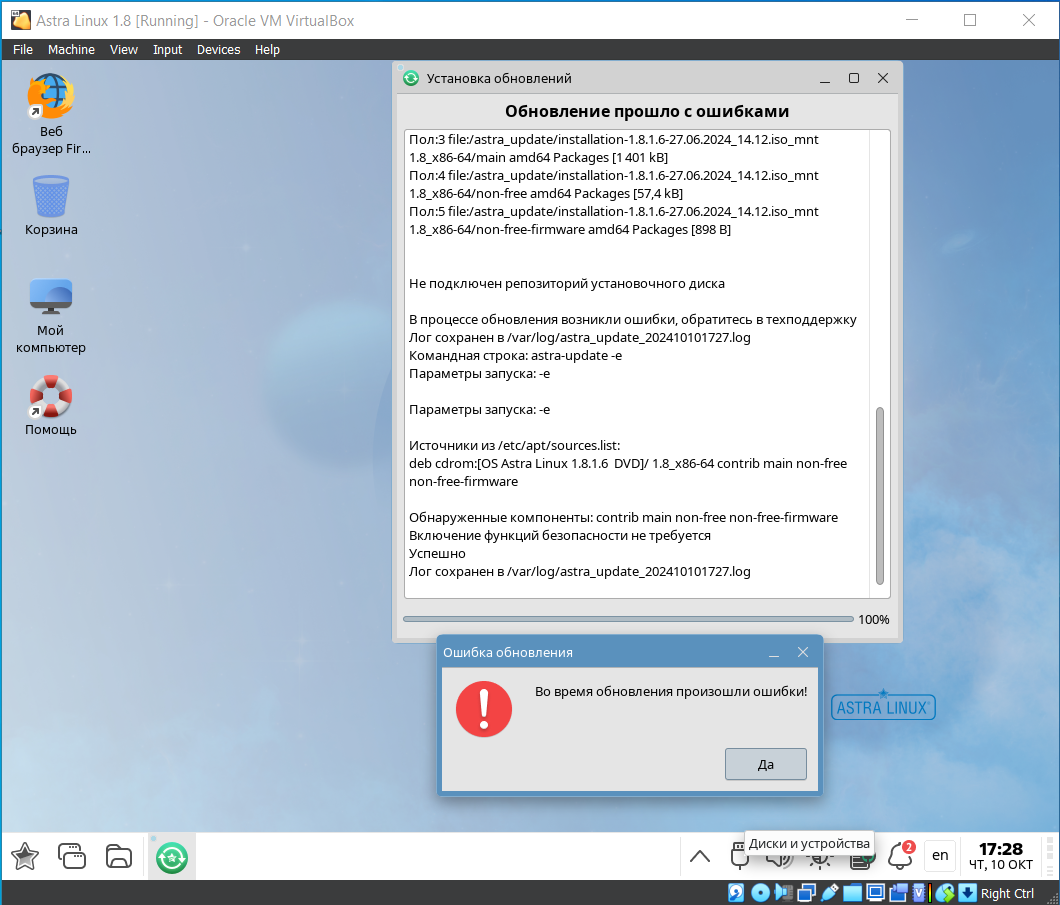 Astra Linux 1.8 [Running] - Oracle VM VirtualBox
File Machine View Input Devices Help
Веб
браузер Fir...
Корзина
Мой
компьютер
Помощь
Установка обновлений
Обновление прошло с ошибками
Пол:3 file:/astra_update/installation-1.8.1.6-27.06.2024_14.12.iso_mnt
1.8_x86-64/main amd64 Packages [1 401 kB]
Пол:4 file:/astra_update/installation-1.8.1.6-27.06.2024_14.12.iso_mnt
1.8_x86-64/non-free amd64 Packages [57,4 kB]
Пол:5 file:/astra_update/installation-1.8.1.6-27.06.2024_14.12.iso_mnt
1.8_x86-64/non-free-firmware amd64 Packages [898 B]
Не подключен репозиторий установочного диска
В процессе обновления возникли ошибки, обратитесь в техподдержку
Лог сохранен в /var/log/astra_update_202410101727.log
Командная строка: astra-update -e
Параметры запуска: -e
Параметры запуска: -e
Источники из /etc/apt/sources.list:
deb cdrom:[OS Astra Linux 1.8.1.6 DVD]/ 1.8_x86-64 contrib main non-free
non-free-firmware
Обнаруженные компоненты: contrib main non-free non-free-firmware
Включение функций безопасности не требуется
Успешно
Лог сохранен в /var/log/astra_update_202410101727.log
100%
Ошибка обновления
Во время обновления произошли ошибки!
Да
ASTRA LINUX®
Диски и устройства
2
en
17:28
ЧТ, 10 ОКТ
Right Ctrl